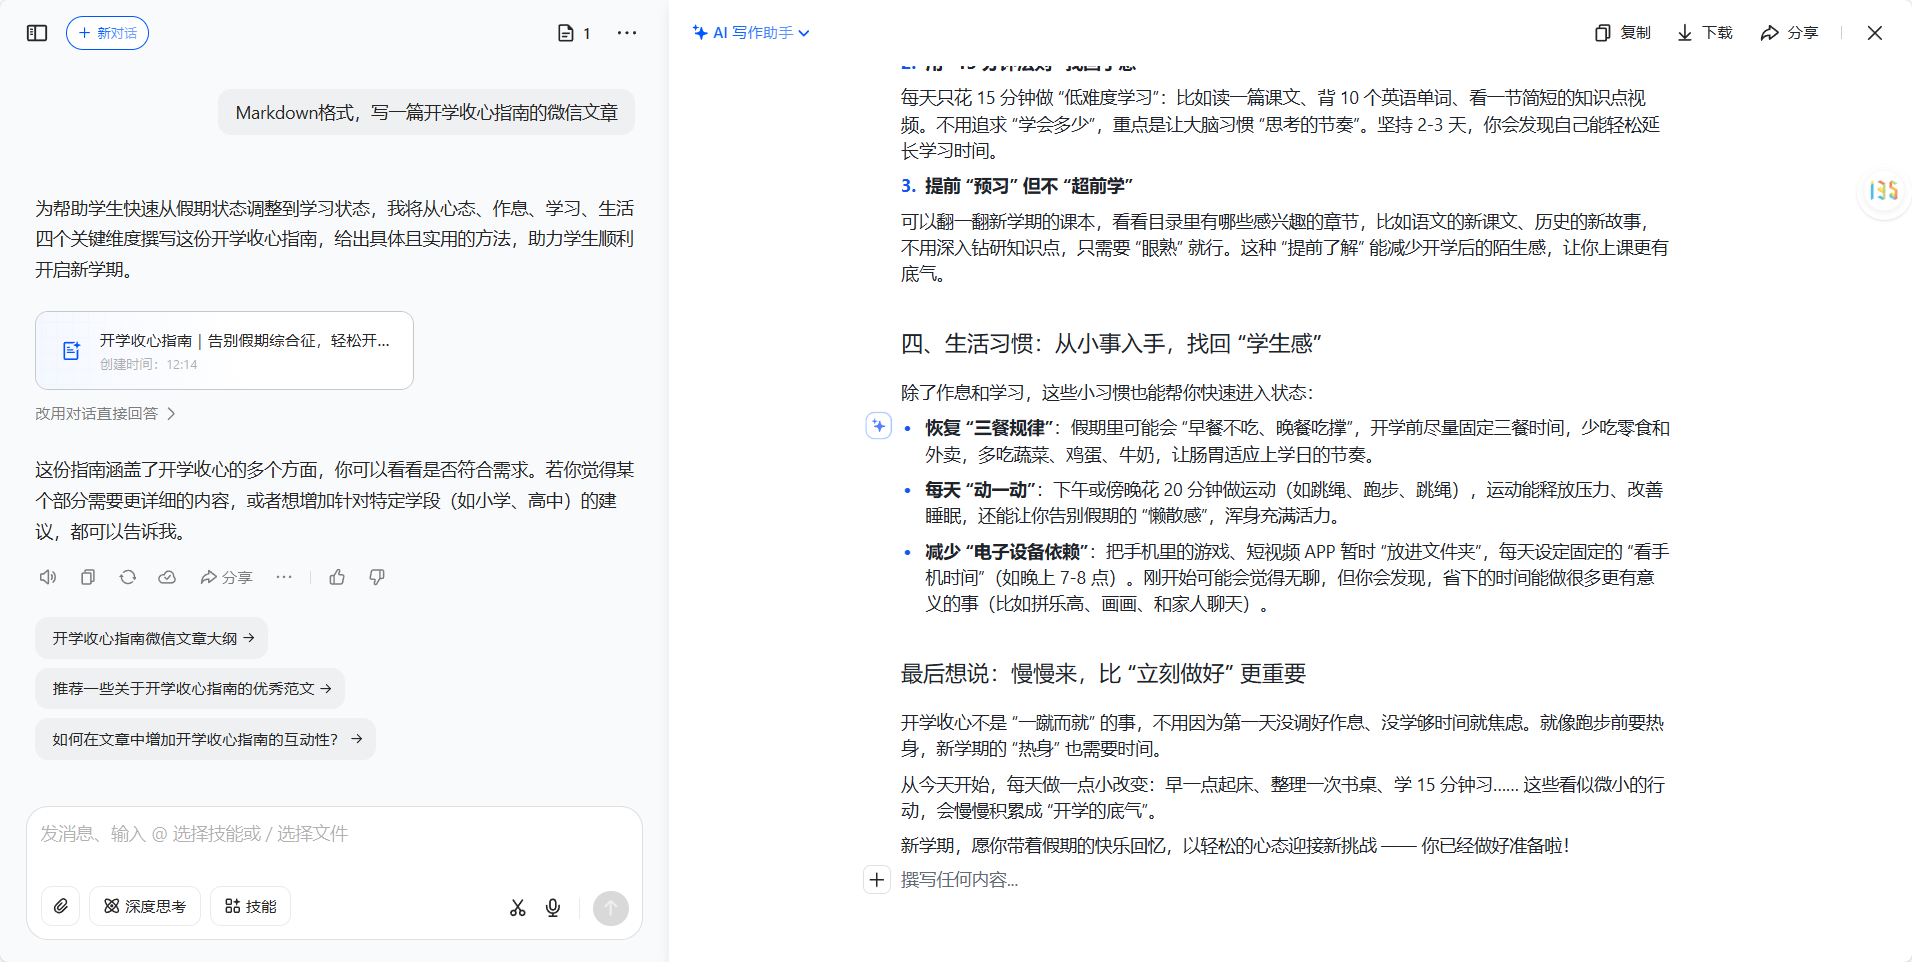 新对话
1
Markdown格式，写一篇开学收心指南的微信文章
为帮助学生快速从假期状态调整到学习状态，我将从心态、作息、学习、生活
四个关键维度撰写这份开学收心指南，给出具体且实用的方法，助力学生顺利
开启新学期。
开学收心指南｜告别假期综合征，轻松开...
创建时间：12:14
改用对话直接回答
这份指南涵盖了开学收心的多个方面，你可以看看是否符合需求。若你觉得某
个部分需要更详细的内容，或者想增加针对特定学段（如小学、高中）的建
议，都可以告诉我。
分享
开学收心指南微信文章大纲→
推荐一些关于开学收心指南的优秀范文→
如何在文章中增加开学收心指南的互动性？→
发消息、输入 @ 选择技能或 / 选择文件
深度思考
技能
AI 写作助手
复制
下载
分享
2. 用 “15 分钟法则” 找回手感
每天只花 15 分钟做 “低难度学习”：比如读一篇课文、背 10 个英语单词、看一节简短的知识点视
频。不用追求 “学会多少”，重点是让大脑习惯 “思考的节奏”。坚持 2-3 天，你会发现自己能轻松延
长学习时间。
3. 提前 “预习” 但不 “超前学”
可以翻一翻新学期的课本，看看目录里有哪些感兴趣的章节，比如语文的新课文、历史的新故事，
不用深入钻研知识点，只需要 “眼熟” 就行。这种 “提前了解” 能减少开学后的陌生感，让你上课更有
底气。
四、生活习惯：从小事入手，找回 “学生感”
除了作息和学习，这些小习惯也能帮你快速进入状态：
• 恢复 “三餐规律”：假期里可能会 “早餐不吃、晚餐吃撑”，开学前尽量固定三餐时间，少吃零食和
外卖，多吃蔬菜、鸡蛋、牛奶，让肠胃适应上学日的节奏。
• 每天 “动一动”：下午或傍晚花 20 分钟做运动（如跳绳、跑步、跳绳），运动能释放压力、改善
睡眠，还能让你告别假期的 “懒散感”，浑身充满活力。
• 减少 “电子设备依赖”：把手机里的游戏、短视频 APP 暂时 “放进文件夹”，每天设定固定的 “看手
机时间”（如晚上 7-8 点）。刚开始可能会觉得无聊，但你会发现，省下的时间能做很多更有意
义的事（比如拼乐高、画画、和家人聊天）。
最后想说：慢慢来，比 “立刻做好” 更重要
开学收心不是 “一蹴而就” 的事，不用因为第一天没调好作息、没学够时间就焦虑。就像跑步前要热
身，新学期的 “热身” 也需要时间。
从今天开始，每天做一点小改变：早一点起床、整理一次书桌、学 15 分钟习…… 这些看似微小的行
动，会慢慢积累成 “开学的底气”。
新学期，愿你带着假期的快乐回忆，以轻松的心态迎接新挑战 —— 你已经做好准备啦！
撰写任何内容...
135